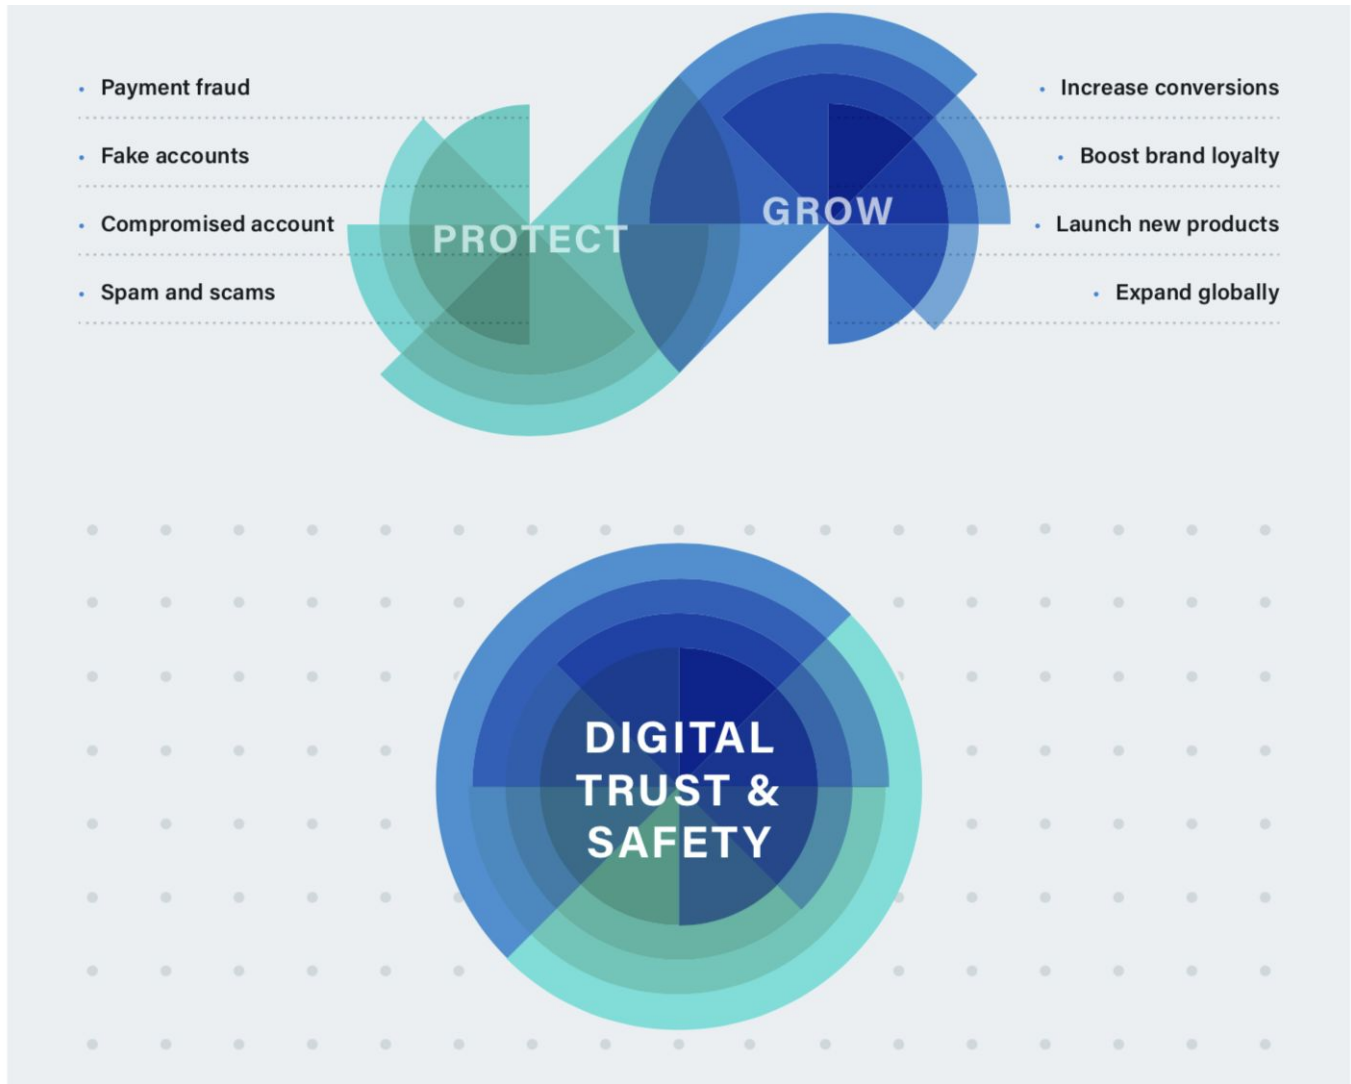 • Payment fraud
• Fake accounts
• Compromised account
• Spam and scams
PROTECT
GROW
• Increase conversions
• Boost brand loyalty
• Launch new products
• Expand globally
DIGITAL
TRUST &
SAFETY